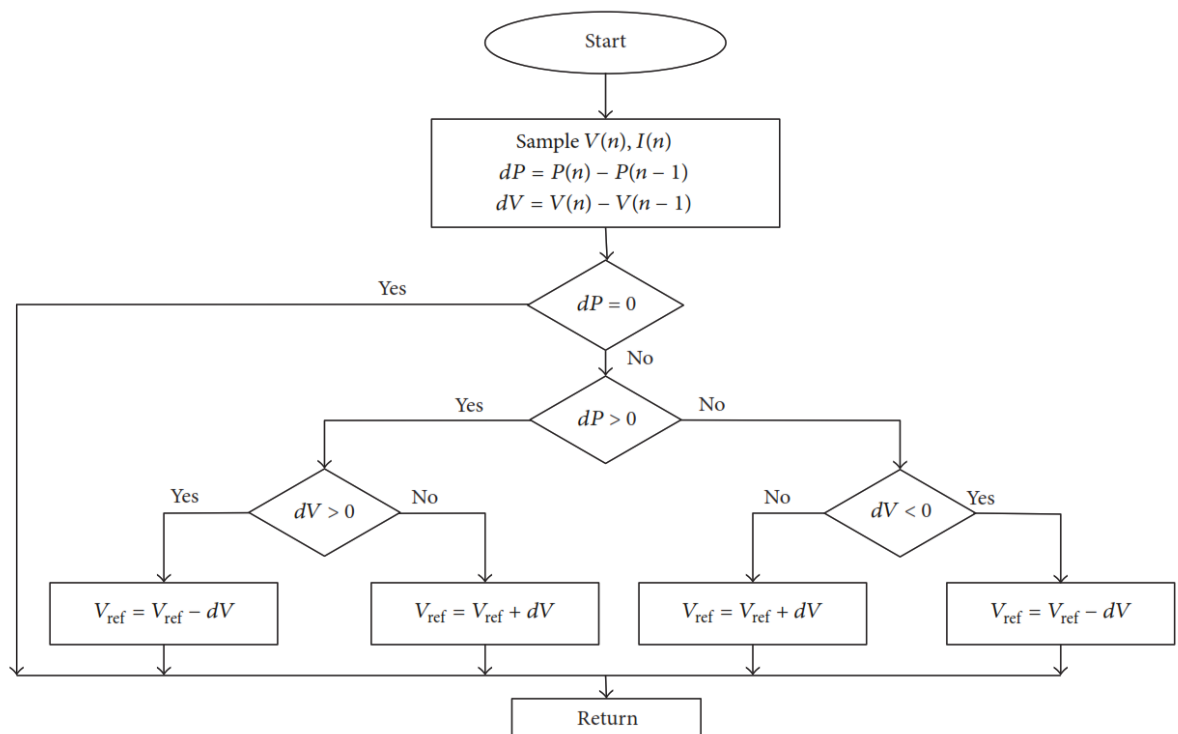 Start
Sample V(n), I(n)
dP = P(n) − P(n − 1)
dV = V(n) − V(n − 1)
Yes
dP = 0
No
Yes
dP > 0
No
Yes
dV > 0
No
No
dV < 0
Yes
V_ref = V_ref − dV
V_ref = V_ref + dV
V_ref = V_ref + dV
V_ref = V_ref − dV
Return